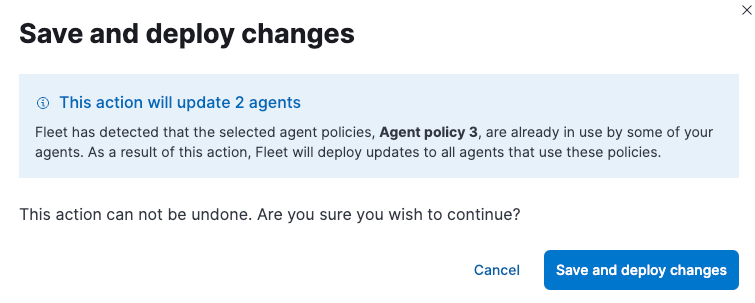 Save and deploy changes
This action will update 2 agents
Fleet has detected that the selected agent policies, Agent policy 3, are already in use by some of your
agents. As a result of this action, Fleet will deploy updates to all agents that use these policies.
This action can not be undone. Are you sure you wish to continue?
Cancel
Save and deploy changes